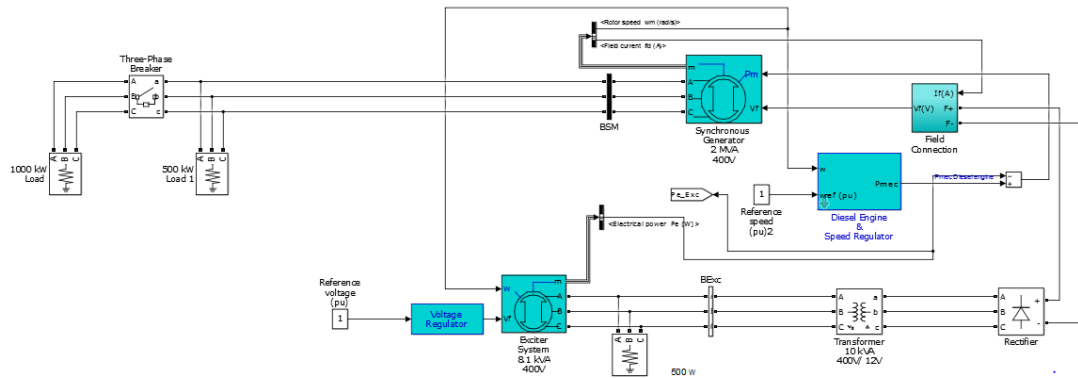 <Rotor speed wm (rad/s)>
<Field current ifd (A)>
Three-Phase
Breaker
A a
B b
C c
A B C
1000 kW
Load
A B C
500 kW
Load 1
BSM
m
A
B
C
Pm
Vf
Synchronous
Generator
2 MVA
400V
If(A)
Vf(V) F+
F-
Field
Connection
w
wref (pu)
Pmec
Diesel Engine
&
Speed Regulator
PmecDieselengine
−
+
Pe_Exc
1
Reference
speed
(pu)2
<Electrical power Pe (W)>
Reference
voltage
(pu)
1
Voltage
Regulator
w
Vf
m
A
B
C
Exciter
System
8.1 kVA
400V
A B C
500 W
BExc
A a
B b
C c
Transformer
10 kVA
400V/ 12V
A +
B
C -
Rectifier